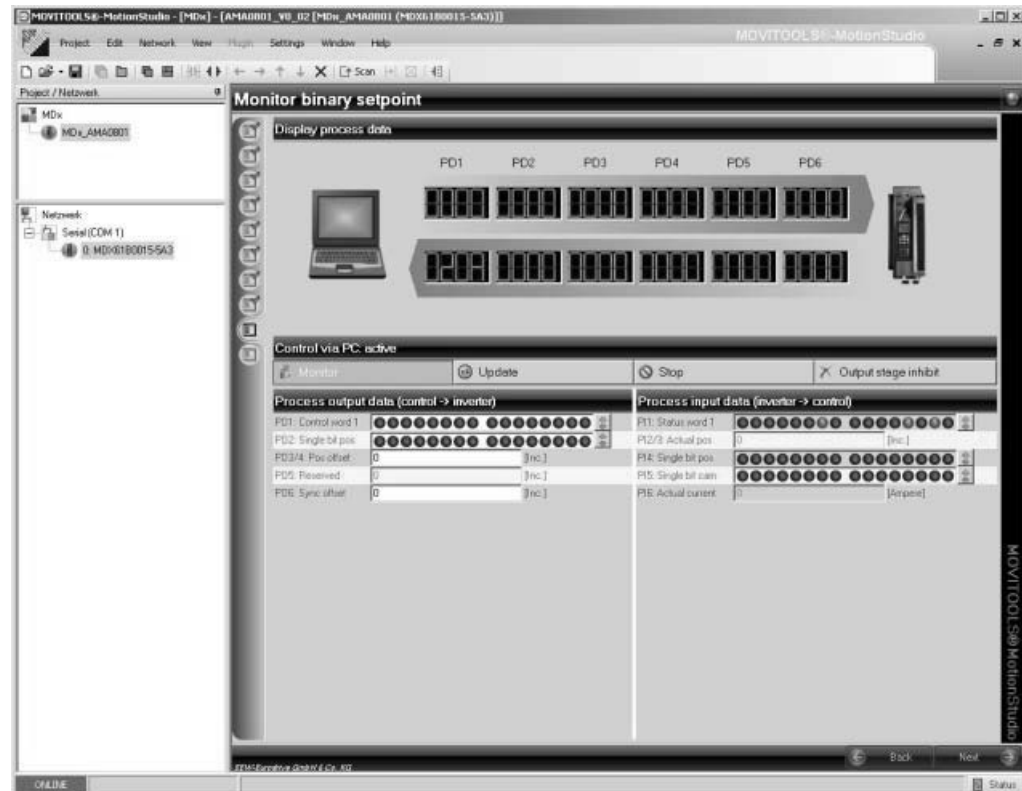 MOVITOOLS®-MotionStudio - [MDx] - [AMA0801_V0_02 [MDx_AMA0801 (MDX61B0015-5A3)]]
Project Edit Network View Plugin Settings Window Help
MOVITOOLS®-MotionStudio
Scan
Project / Netzwerk
MDx
MDx_AMA0801
Netzwerk
Serial (COM 1)
0: MDX61B0015-5A3
Monitor binary setpoint
Display process data
PD1 PD2 PD3 PD4 PD5 PD6
Control via PC: active
Monitor
Update
Stop
Output stage inhibit
Process output data (control -> inverter)
PD1: Control word 1
PD2: Single bit pos
PD3/4: Pos offset 0 [Inc.]
PD5: Reserved 0 [Inc.]
PD6: Sync offset 0 [Inc.]
Process input data (inverter -> control)
PI1: Status word 1
PI2/3: Actual pos 0 [Inc.]
PI4: Single bit pos
PI5: Single bit cam
PI6: Actual current 0 [Ampere]
MOVITOOLS® MotionStudio
SEW-Eurodrive GmbH & Co. KG
Back Next
ONLINE
Status